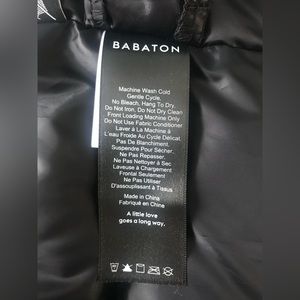 BABATON
Machine Wash Cold
Gentle Cycle.
No Bleach, Hang To Dry.
Do Not Iron, Do Not Dry Clean
Front Loading Machine Only
Do Not Use Fabric Conditioner
Laver à La Machine à
L'eau Froide Au Cycle Délicat.
Pas De Blanchiment.
Suspendre Pour Sécher.
Ne Pas Repasser.
Ne Pas Nettoyer à Sec
Laveuse à Chargement
Frontal Seulement
Ne Pas Utiliser
D'assouplissant à Tissus
Made in China
Fabriqué en China
A little love
goes a long way.